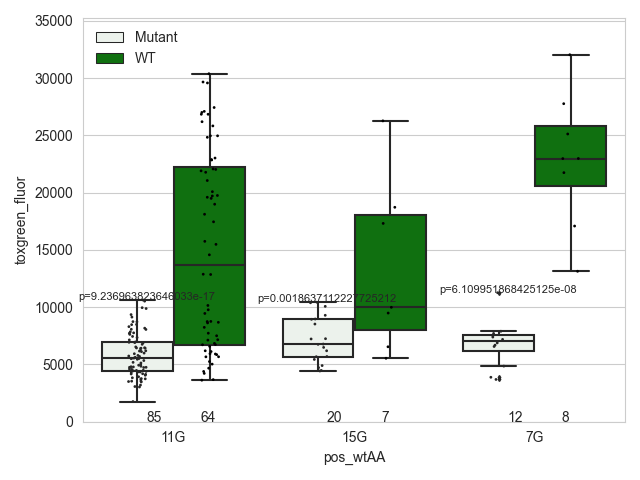 35000
Mutant
WT
30000
25000
20000
15000
10000
5000
0
toxgreen_fluor
p=9.236963823646033e-17
p=0.0018637112227725212
p=6.109951868425125e-08
85 64 20 7 12 8
11G 15G 7G
pos_wtAA